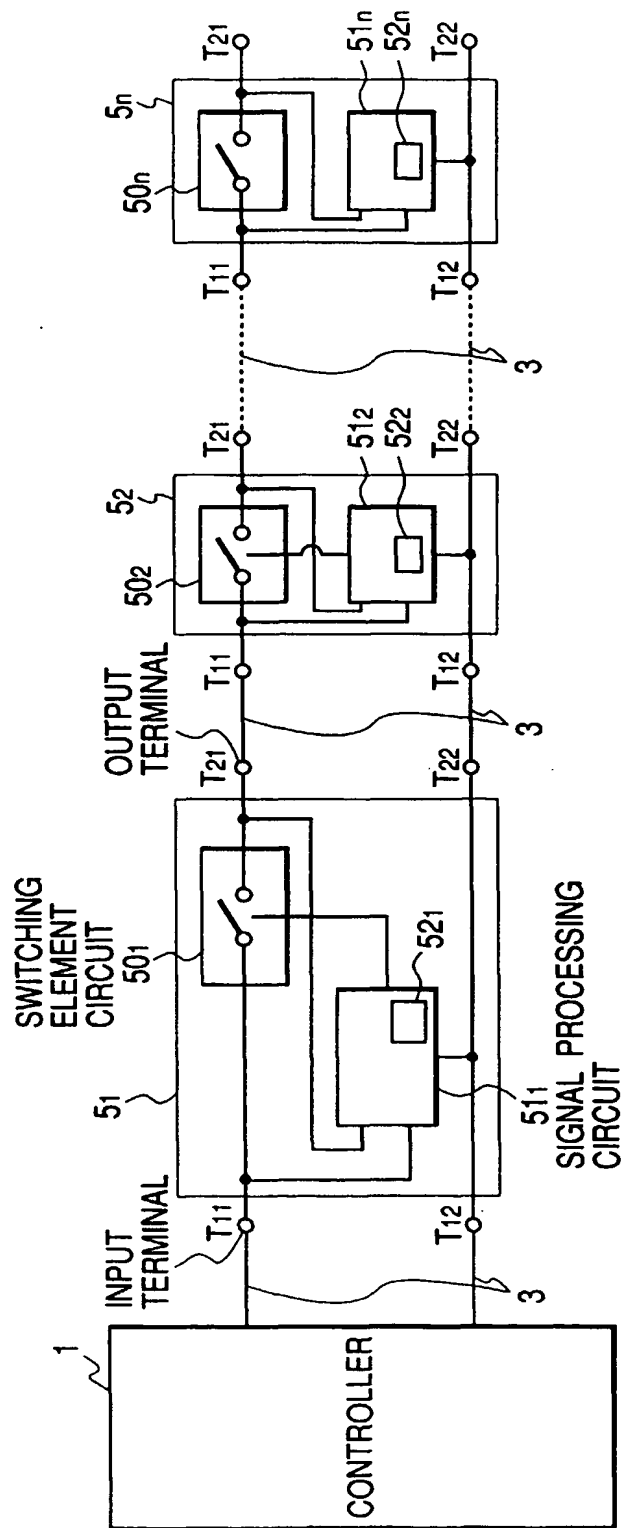 1
CONTROLLER
INPUT
TERMINAL
T11
T12
3
51
SWITCHING
ELEMENT
CIRCUIT
501
521
511
SIGNAL PROCESSING
CIRCUIT
OUTPUT
TERMINAL
T21
T22
3
T11
T12
52
502
512
522
T21
T22
3
T11
T12
5n
50n
51n
52n
T21
T22